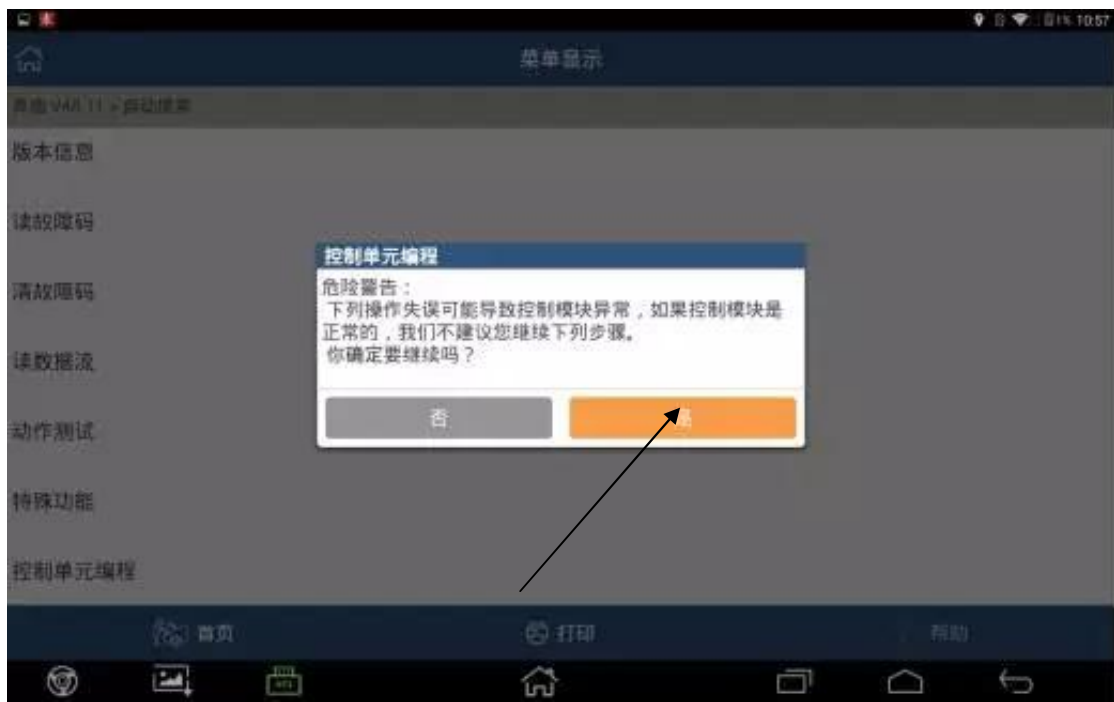 1% 10:57
菜单显示
版本信息
读故障码
清故障码
读数据流
动作测试
特殊功能
控制单元编程
控制单元编程
危险警告：
下列操作失误可能导致控制模块异常，如果控制模块是
正常的，我们不建议您继续下列步骤。
你确定要继续吗？
否
是
首页
打印
帮助